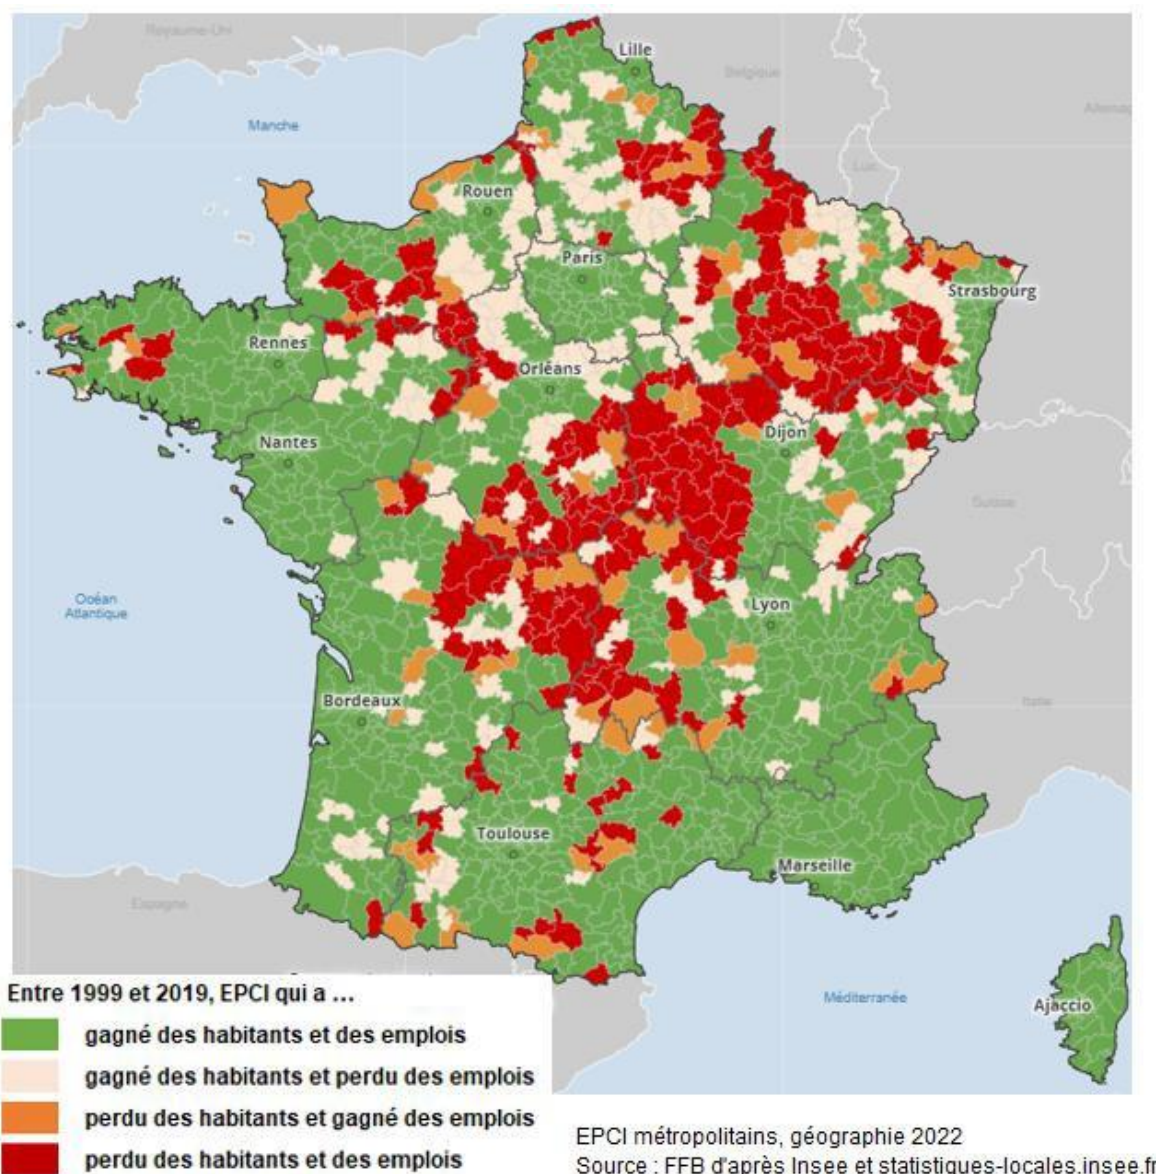 Royaume-Uni
Lille
Belgique
Manche
Lux
Rouen
Paris
Strasbourg
Rennes
Orléans
Dijon
Nantes
Suisse
Océan
Atlantique
Lyon
Bordeaux
Italie
Toulouse
Marseille
Espagne
Méditerranée
Ajaccio
Entre 1999 et 2019, EPCI qui a ...
gagné des habitants et des emplois
gagné des habitants et perdu des emplois
perdu des habitants et gagné des emplois
perdu des habitants et des emplois
EPCI métropolitains, géographie 2022
Source : FFB d'après Insee et statistiques-locales.insee.fr